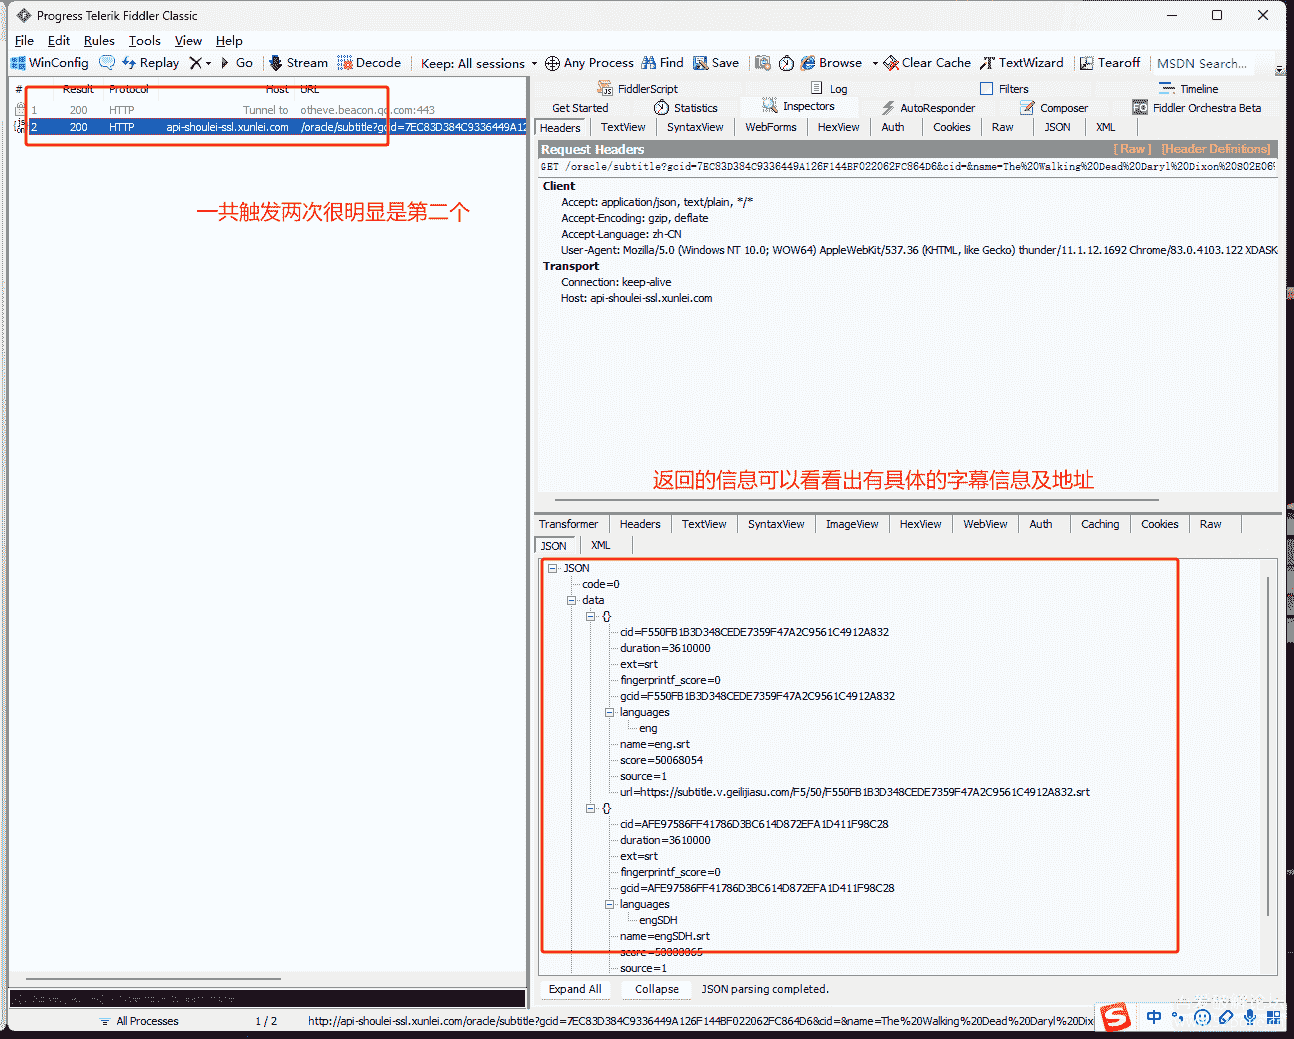 Progress Telerik Fiddler Classic
File Edit Rules Tools View Help
WinConfig Replay Go Stream Decode Keep: All sessions Any Process Find Save Browse Clear Cache TextWizard Tearoff MSDN Search...
# Result Protocol Host URL
1 200 HTTP Tunnel to otheve.beacon.qq.com:443
2 200 HTTP api-shoulei-ssl.xunlei.com /oracle/subtitle?gcid=7EC83D384C9336449A12
一共触发两次很明显是第二个
FiddlerScript Log Filters Timeline
Get Started Statistics Inspectors AutoResponder Composer Fiddler Orchestra Beta
Headers TextView SyntaxView WebForms HexView Auth Cookies Raw JSON XML
Request Headers [ Raw ] [Header Definitions]
GET /oracle/subtitle?gcid=7EC83D384C9336449A126F144BF022062FC864D6&cid=&name=The%20Walking%20Dead%20Daryl%20Dixon%20S02E06%
Client
Accept: application/json, text/plain, */*
Accept-Encoding: gzip, deflate
Accept-Language: zh-CN
User-Agent: Mozilla/5.0 (Windows NT 10.0; WOW64) AppleWebKit/537.36 (KHTML, like Gecko) thunder/11.1.12.1692 Chrome/83.0.4103.122 XDASK
Transport
Connection: keep-alive
Host: api-shoulei-ssl.xunlei.com
返回的信息可以看看出有具体的字幕信息及地址
Transformer Headers TextView SyntaxView ImageView HexView WebView Auth Caching Cookies Raw
JSON XML
JSON
code=0
data
{}
cid=F550FB1B3D348CEDE7359F47A2C9561C4912A832
duration=3610000
ext=srt
fingerprintf_score=0
gcid=F550FB1B3D348CEDE7359F47A2C9561C4912A832
languages
eng
name=eng.srt
score=50068054
source=1
url=https://subtitle.v.geilijiasu.com/F5/50/F550FB1B3D348CEDE7359F47A2C9561C4912A832.srt
{}
cid=AFE97586FF41786D3BC614D872EFA1D411F98C28
duration=3610000
ext=srt
fingerprintf_score=0
gcid=AFE97586FF41786D3BC614D872EFA1D411F98C28
languages
engSDH
name=engSDH.srt
source=1
Expand All Collapse JSON parsing completed.
All Processes 1 / 2 http://api-shoulei-ssl.xunlei.com/oracle/subtitle?gcid=7EC83D384C9336449A126F144BF022062FC864D6&cid=&name=The%20Walking%20Dead%20Daryl%20Dix
中